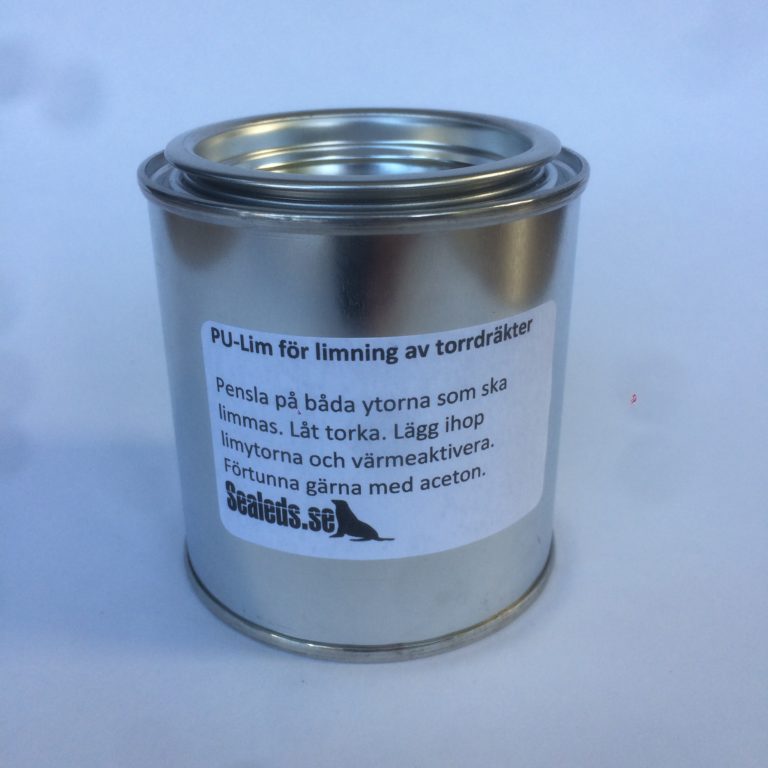 PU-Lim för limning av torrdräkter
Pensla på båda ytorna som ska
limmas. Låt torka. Lägg ihop
limytorna och värmeaktivera.
Förtunna gärna med aceton.
Sealeds.se